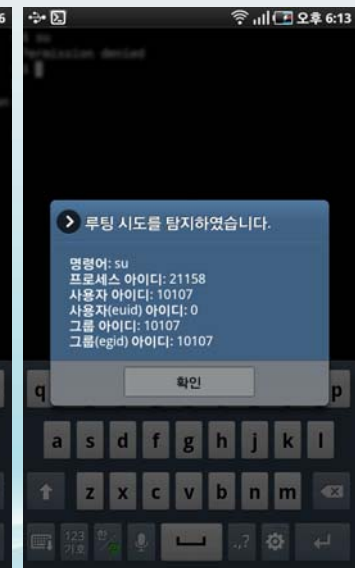 6
오후 6:13
$ su
Permission denied
$
루팅 시도를 탐지하였습니다.
명령어: su
프로세스 아이디: 21158
사용자 아이디: 10107
사용자(euid) 아이디: 0
그룹 아이디: 10107
그룹(egid) 아이디: 10107
확인
q p
a s d f g h j k l
z x c v b n m
123 한
기호 .,?